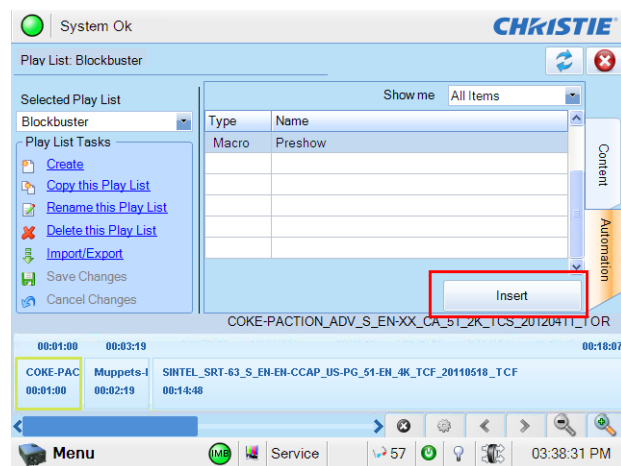 System Ok
CHRISTIE
Play List: Blockbuster
Selected Play List
Blockbuster
Play List Tasks
Create
Copy this Play List
Rename this Play List
Delete this Play List
Import/Export
Save Changes
Cancel Changes
Show me All Items
Type Name
Macro Preshow
Content
Automation
Insert
COKE-PACTION_ADV_S_EN-XX_CA_51_2K_TCS_20120411_TOR
00:01:00 00:03:19 00:18:07
COKE-PAC Muppets-I SINTEL_SRT-63_S_EN-EN-CCAP_US-PG_51-EN_4K_TCF_20110518_TCF
00:01:00 00:02:19 00:14:48
Menu IMB Service 57 03:38:31 PM